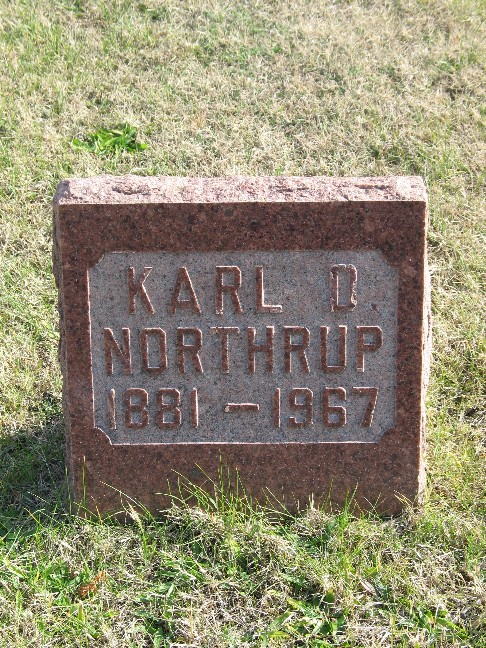 KARL D.
NORTHRUP
1881 - 1967